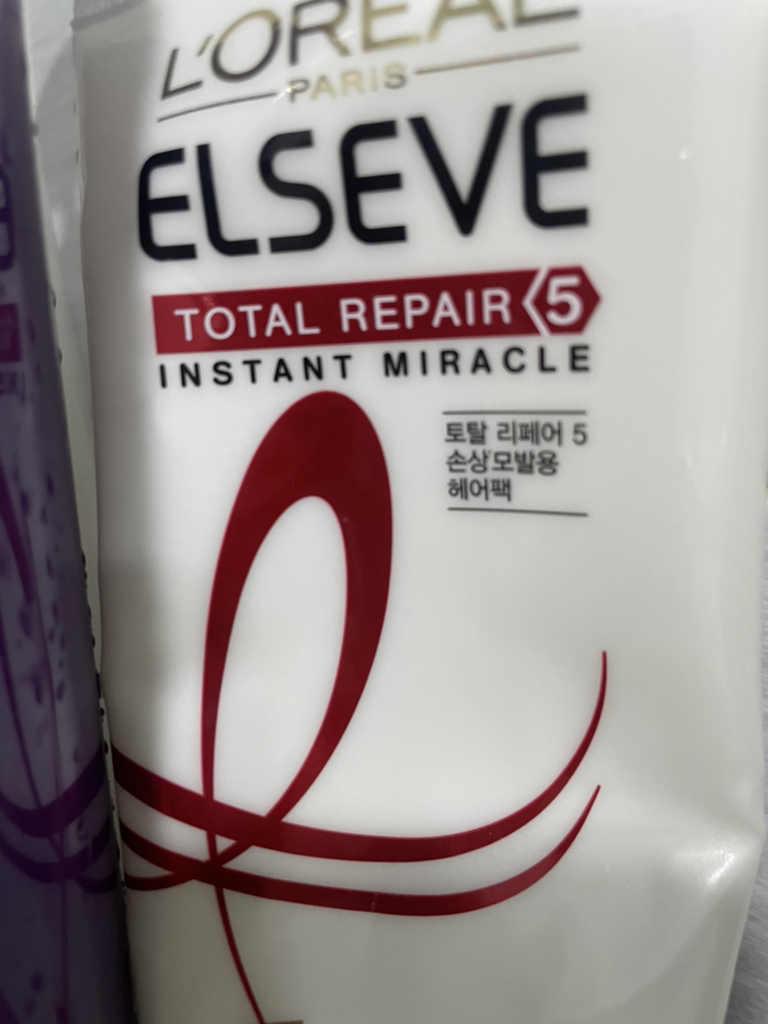 L'ORÉAL
PARIS
ELSEVE
TOTAL REPAIR 5
INSTANT MIRACLE
토탈 리페어 5
손상모발용
헤어팩